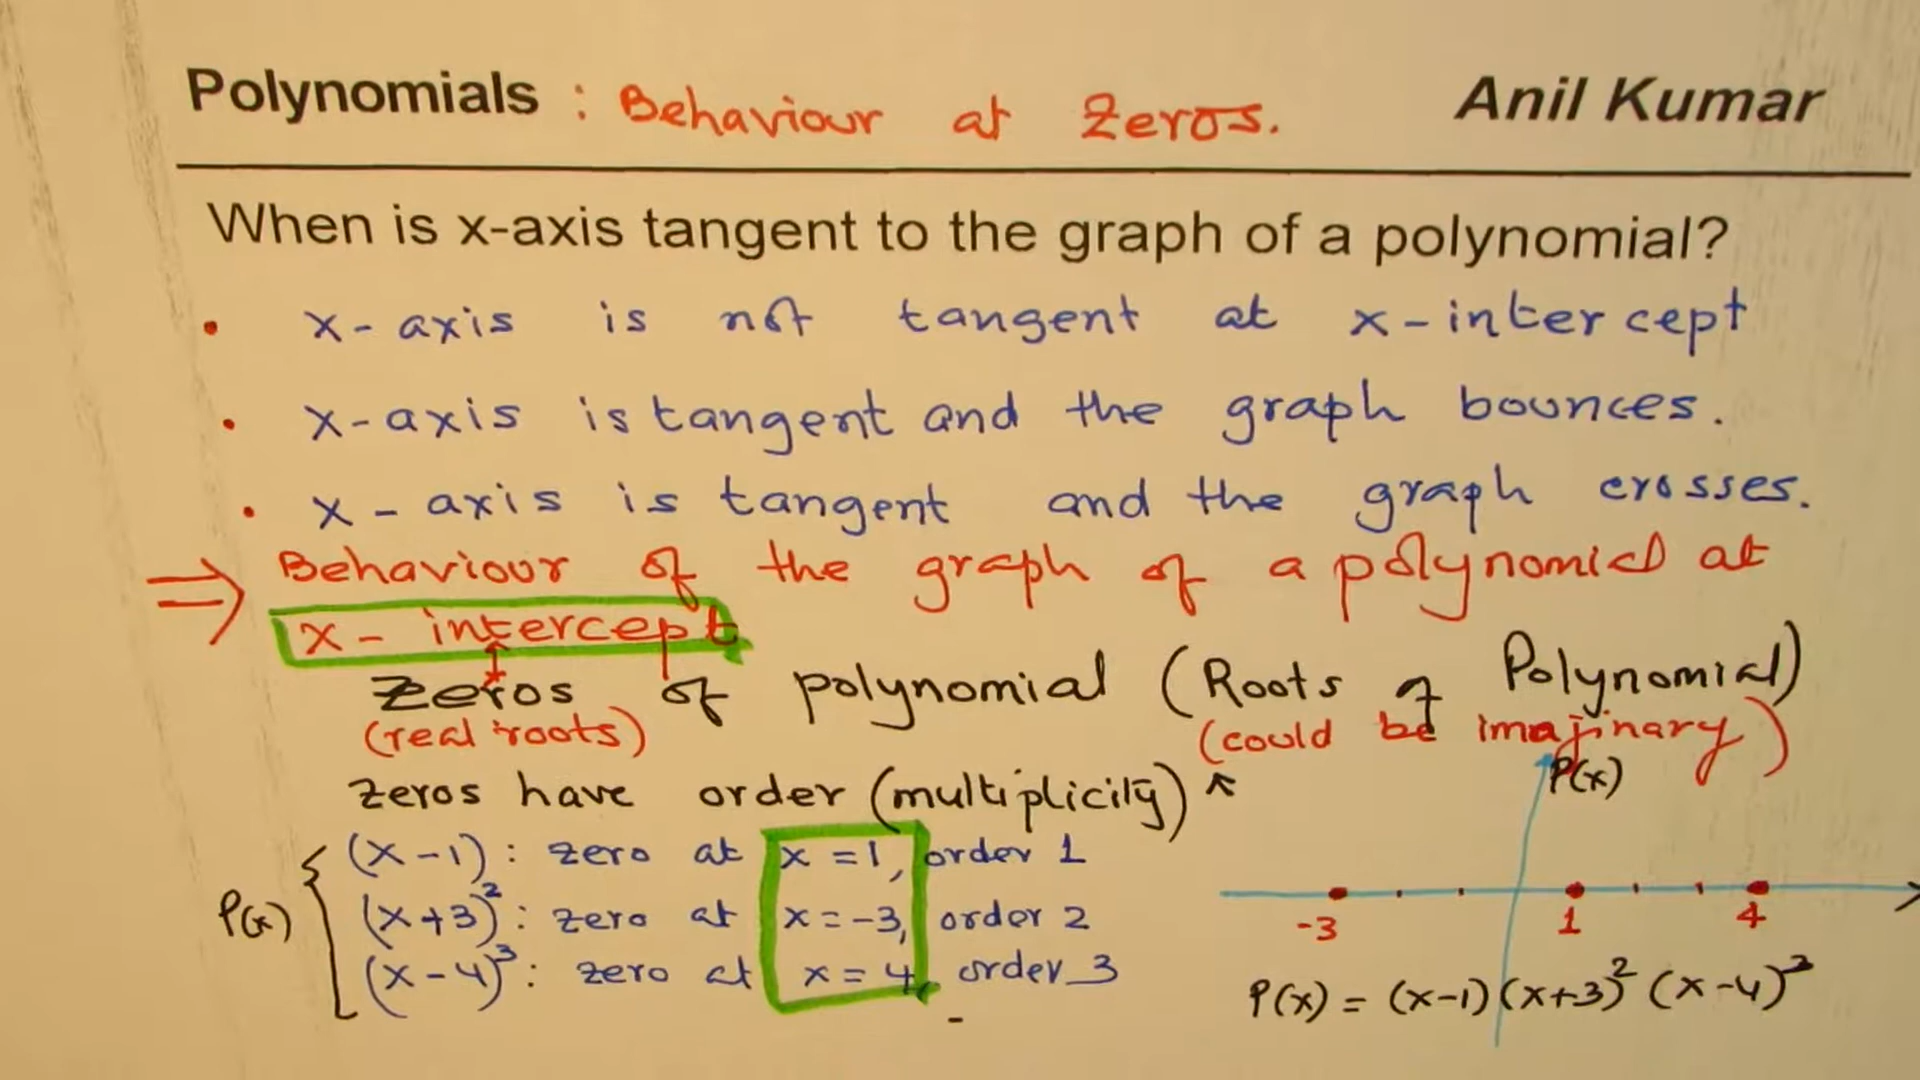 Polynomials : Behaviour at Zeros. Anil Kumar
When is x-axis tangent to the graph of a polynomial?
• x-axis is not tangent at x-intercept
• x-axis is tangent and the graph bounces.
• x-axis is tangent and the graph crosses.
⇒ Behaviour of the graph of a polynomial at
x-intercept
Zeros of polynomial (Roots of Polynomial)
(real roots) (could be imajinary)
Zeros have order (multiplicity)
P(x)
P(x) { (x-1) : zero at x = 1, order 1
(x+3)² : zero at x = -3, order 2
(x-4)³ : zero at x = 4, order 3
-3 1 4
P(x) = (x-1)(x+3)² (x-4)³